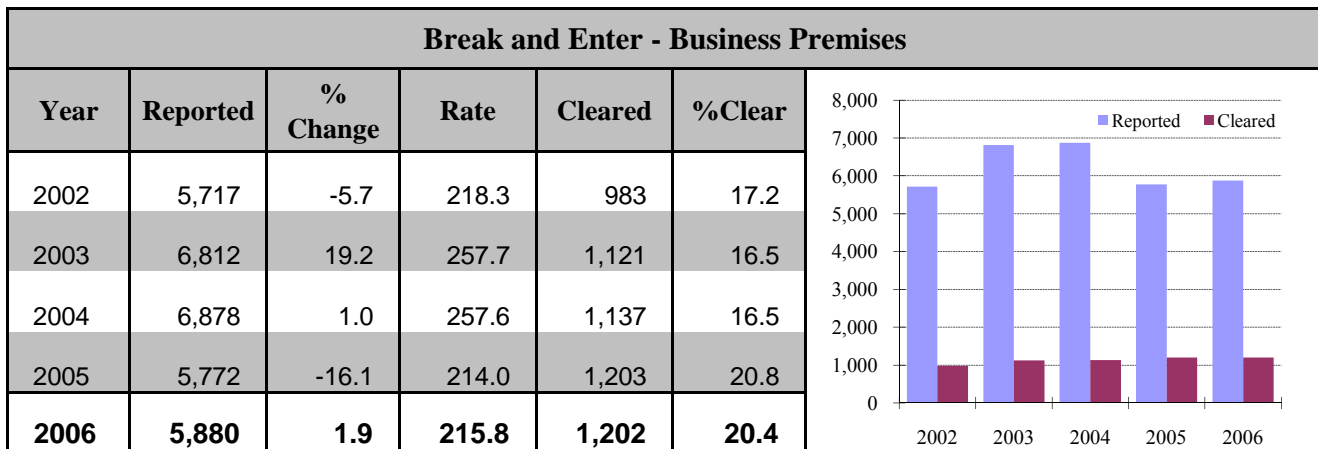 Break and Enter - Business Premises
Year Reported % Change Rate Cleared %Clear
2002 5,717 -5.7 218.3 983 17.2
2003 6,812 19.2 257.7 1,121 16.5
2004 6,878 1.0 257.6 1,137 16.5
2005 5,772 -16.1 214.0 1,203 20.8
2006 5,880 1.9 215.8 1,202 20.4
8,000
Reported Cleared
7,000
6,000
5,000
4,000
3,000
2,000
1,000
0
2002 2003 2004 2005 2006